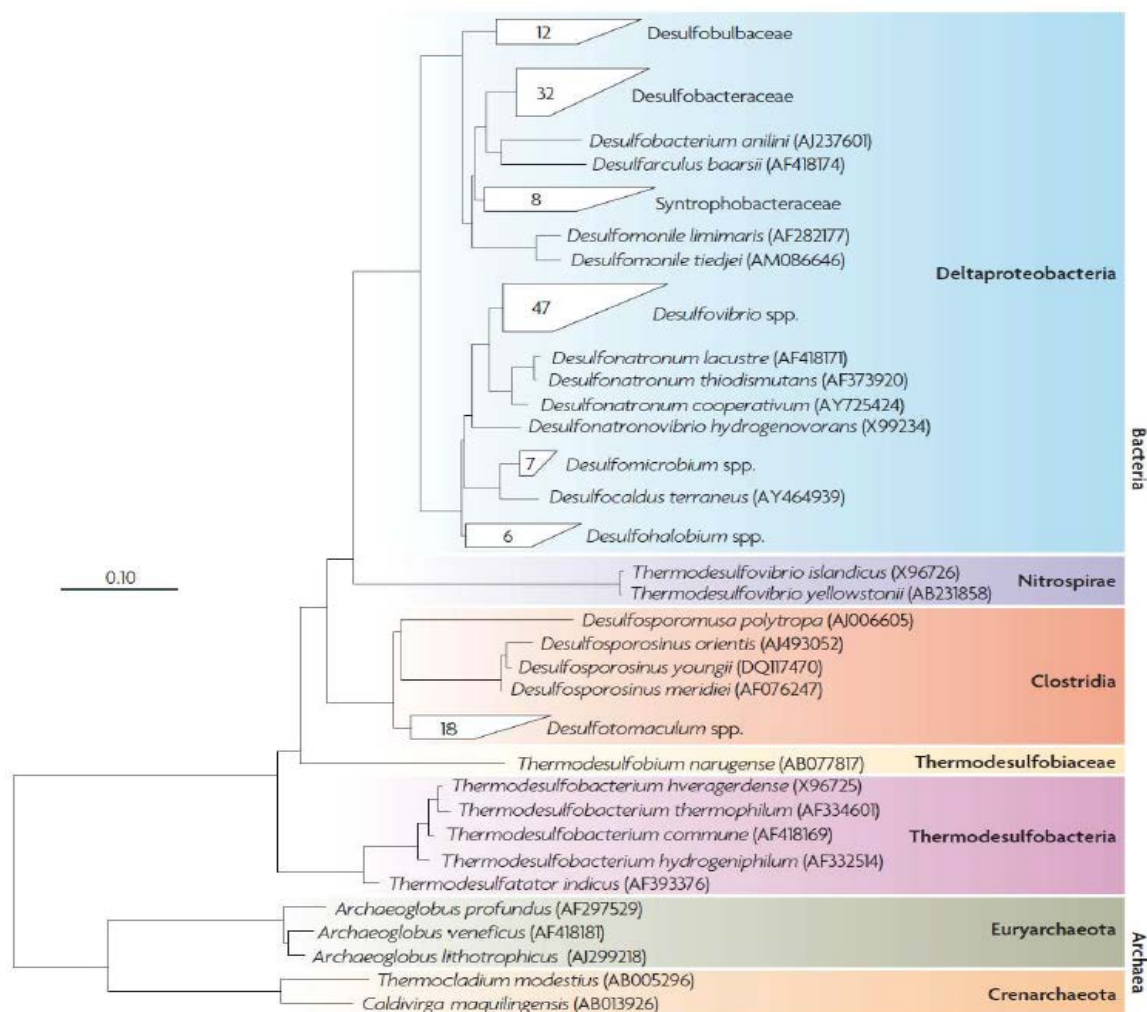 12 Desulfobulbaceae
32 Desulfobacteraceae
Desulfobacterium anilini (AJ237601)
Desulfarculus baarsii (AF418174)
8 Syntrophobacteraceae
Desulfomonile limimaris (AF282177)
Desulfomonile tiedjei (AM086646)
Deltaproteobacteria
47 Desulfovibrio spp.
Desulfonatronum lacustre (AF418171)
Desulfonatronum thiodismutans (AF373920)
Desulfonatronum cooperativum (AY725424)
Desulfonatronovibrio hydrogenovorans (X99234)
7 Desulfomicrobium spp.
Desulfocaldus terraneus (AY464939)
6 Desulfohalobium spp.
Bacteria
0.10
Thermodesulfovibrio islandicus (X96726)
Thermodesulfovibrio yellowstonii (AB231858)
Nitrospirae
Desulfosporomusa polytropa (AJ006605)
Desulfosporosinus orientis (AJ493052)
Desulfosporosinus youngii (DQ117470)
Desulfosporosinus meridiei (AF076247)
Clostridia
18 Desulfotomaculum spp.
Thermodesulfobium narugense (AB077817)
Thermodesulfobiaceae
Thermodesulfobacterium hveragerdense (X96725)
Thermodesulfobacterium thermophilum (AF334601)
Thermodesulfobacterium commune (AF418169)
Thermodesulfobacteria
Thermodesulfobacterium hydrogeniphilum (AF332514)
Thermodesulfatator indicus (AF393376)
Archaeoglobus profundus (AF297529)
Archaeoglobus veneficus (AF418181)
Euryarchaeota
Archaeoglobus lithotrophicus (AJ299218)
Thermocladium modestius (AB005296)
Caldivirga maquilingensis (AB013926)
Crenarchaeota
Archaea